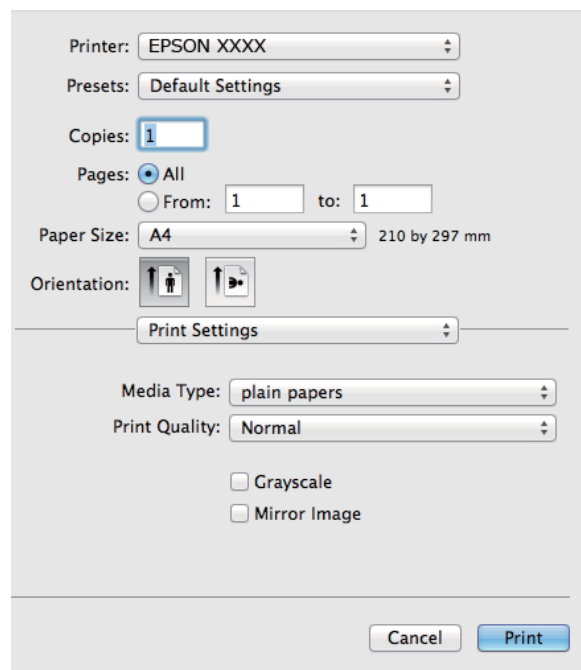 Printer: EPSON XXXX
Presets: Default Settings
Copies: 1
Pages: All
From: 1 to: 1
Paper Size: A4 210 by 297 mm
Orientation:
Print Settings
Media Type: plain papers
Print Quality: Normal
Grayscale
Mirror Image
Cancel Print